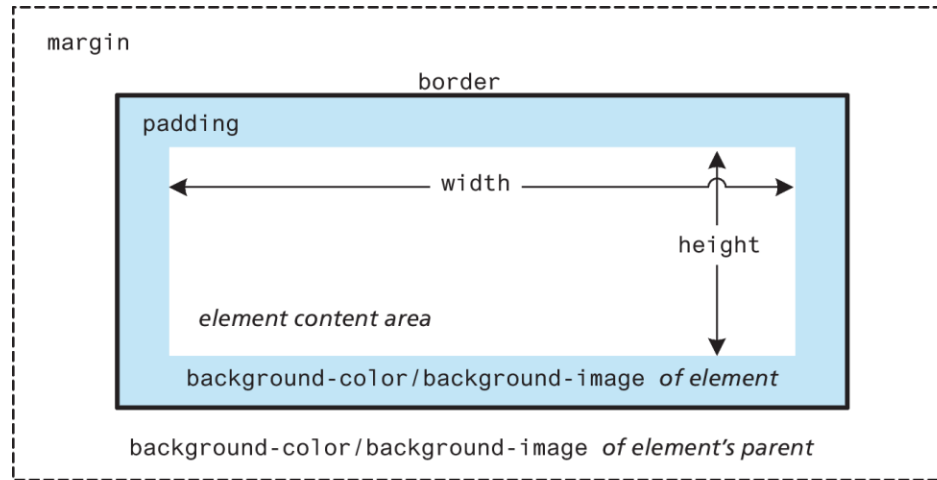 margin
border
padding
width
height
element content area
background-color/background-image of element
background-color/background-image of element's parent